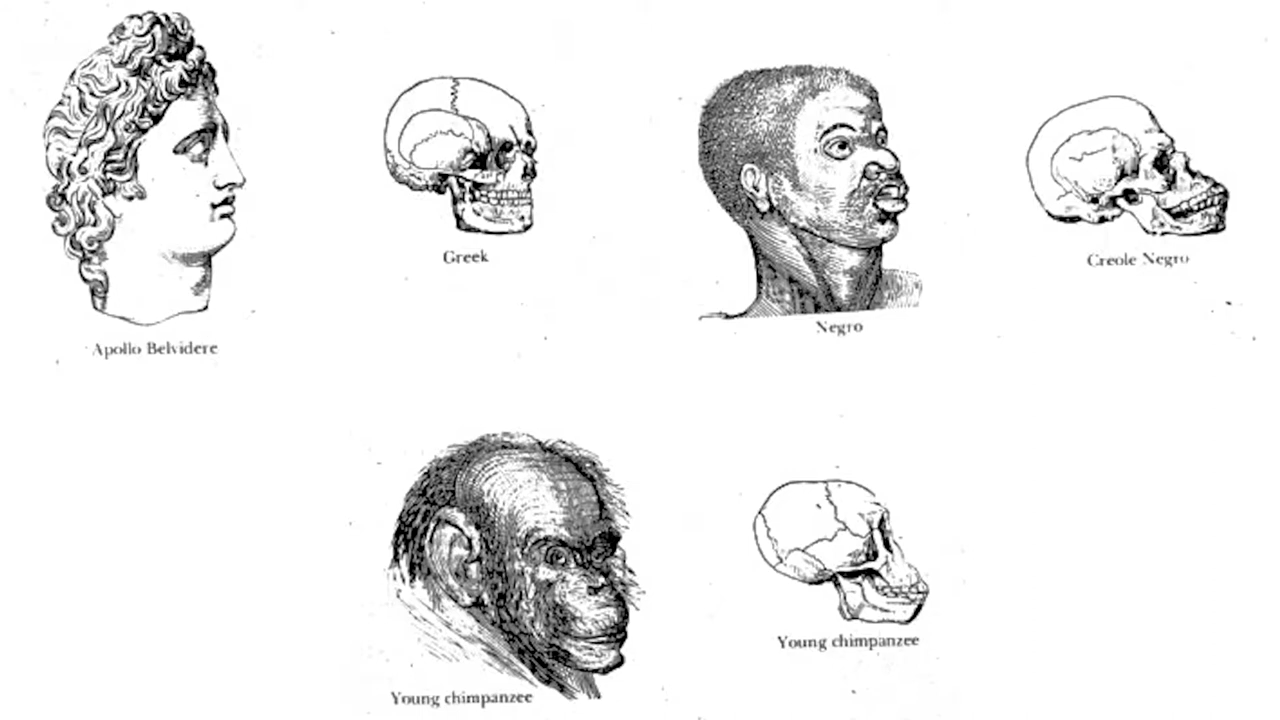 Greek
Creole Negro
Negro
Apollo Belvidere
Young chimpanzee
Young chimpanzee